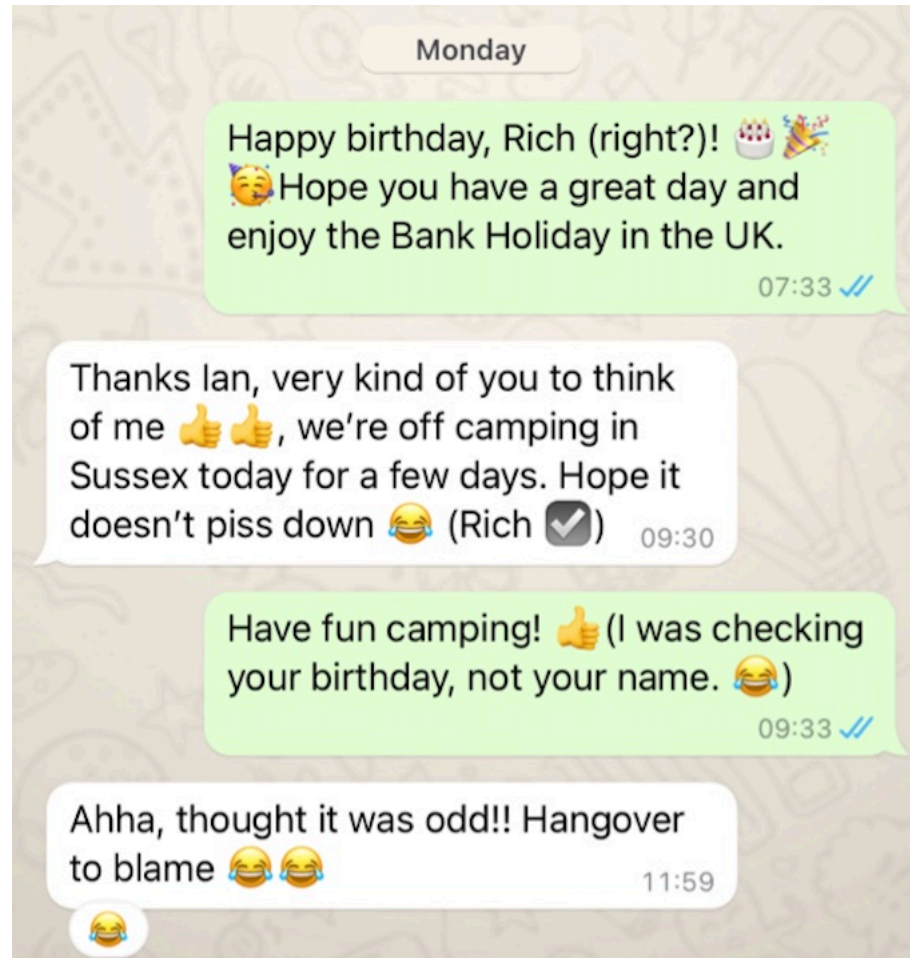 Monday
Happy birthday, Rich (right?)! 🎂🎉
🥳Hope you have a great day and
enjoy the Bank Holiday in the UK.
07:33
Thanks Ian, very kind of you to think
of me 👍👍, we're off camping in
Sussex today for a few days. Hope it
doesn't piss down 😂 (Rich ☑️)
09:30
Have fun camping! 👍(I was checking
your birthday, not your name. 😂)
09:33
Ahha, thought it was odd!! Hangover
to blame 😂😂
11:59
😂